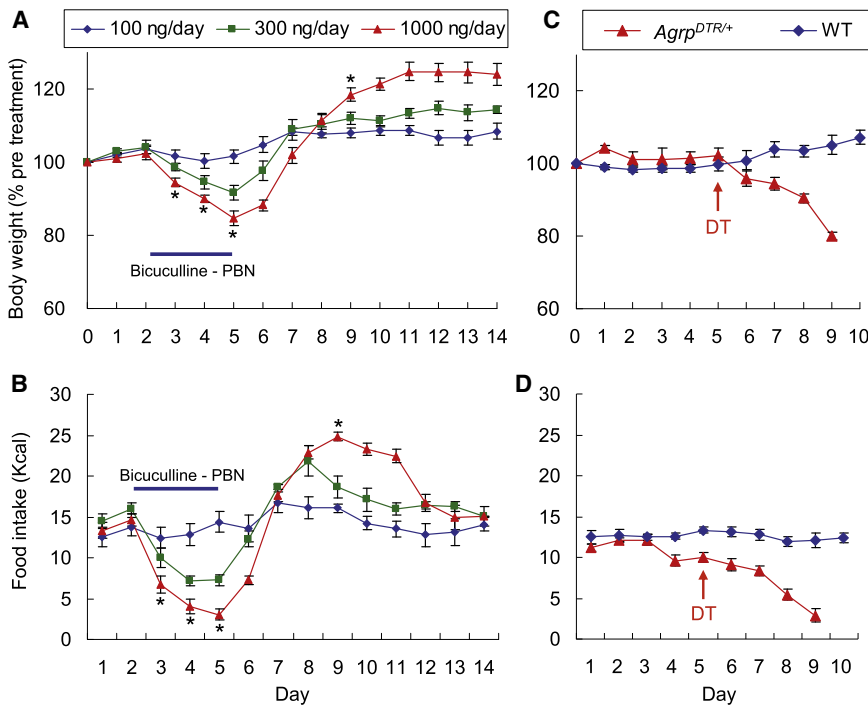 A
100 ng/day 300 ng/day 1000 ng/day
Body weight (% pre treatment)
120
100
80
60
*
* * *
Bicuculline - PBN
0 1 2 3 4 5 6 7 8 9 10 11 12 13 14
C
Agrp^DTR/+ WT
120
100
80
60
DT
0 1 2 3 4 5 6 7 8 9 10
B
Food intake (Kcal)
30
25
20
15
10
5
0
Bicuculline - PBN
*
* * *
1 2 3 4 5 6 7 8 9 10 11 12 13 14
Day
D
30
25
20
15
10
5
0
DT
1 2 3 4 5 6 7 8 9 10
Day